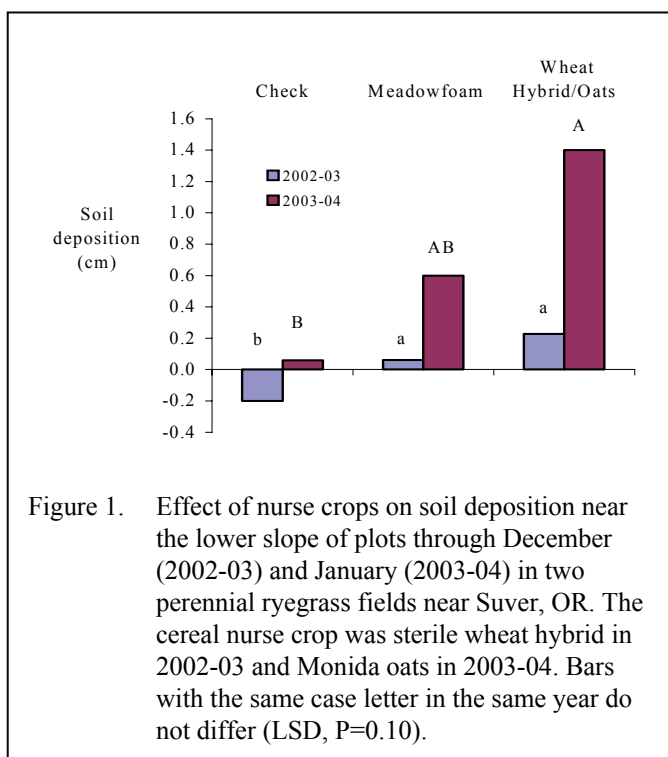 Wheat
Check Meadowfoam Hybrid/Oats
1.6
1.4
1.2
1.0
0.8
0.6
0.4
0.2
0.0
-0.2
-0.4
Soil
deposition
(cm)
2002-03
2003-04
b B a AB a A
Figure 1. Effect of nurse crops on soil deposition near
the lower slope of plots through December
(2002-03) and January (2003-04) in two
perennial ryegrass fields near Suver, OR. The
cereal nurse crop was sterile wheat hybrid in
2002-03 and Monida oats in 2003-04. Bars
with the same case letter in the same year do
not differ (LSD, P=0.10).